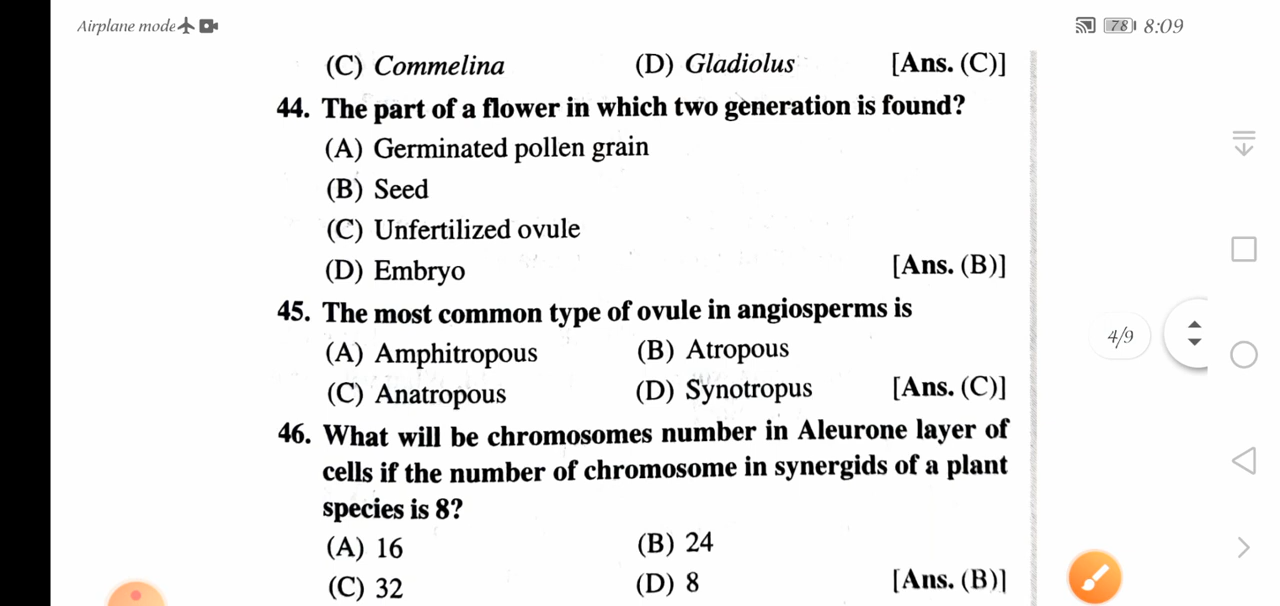 Airplane mode 78 8:09
(C) Commelina (D) Gladiolus [Ans. (C)]
44. The part of a flower in which two generation is found?
(A) Germinated pollen grain
(B) Seed
(C) Unfertilized ovule
(D) Embryo [Ans. (B)]
45. The most common type of ovule in angiosperms is
(A) Amphitropous (B) Atropous
(C) Anatropous (D) Synotropus [Ans. (C)]
4/9
46. What will be chromosomes number in Aleurone layer of
cells if the number of chromosome in synergids of a plant
species is 8?
(A) 16 (B) 24
(C) 32 (D) 8 [Ans. (B)]